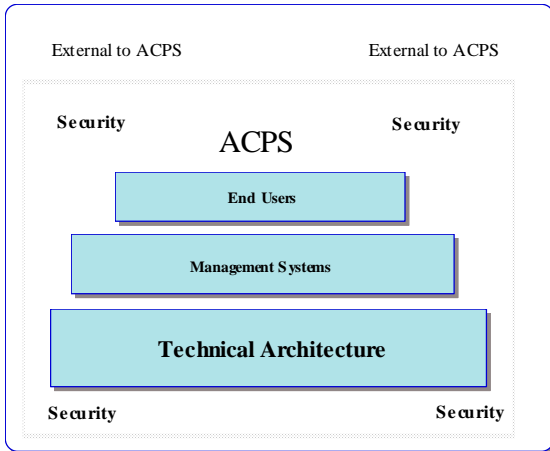 External to ACPS External to ACPS
Security Security
ACPS
End Users
Management Systems
Technical Architecture
Security Security